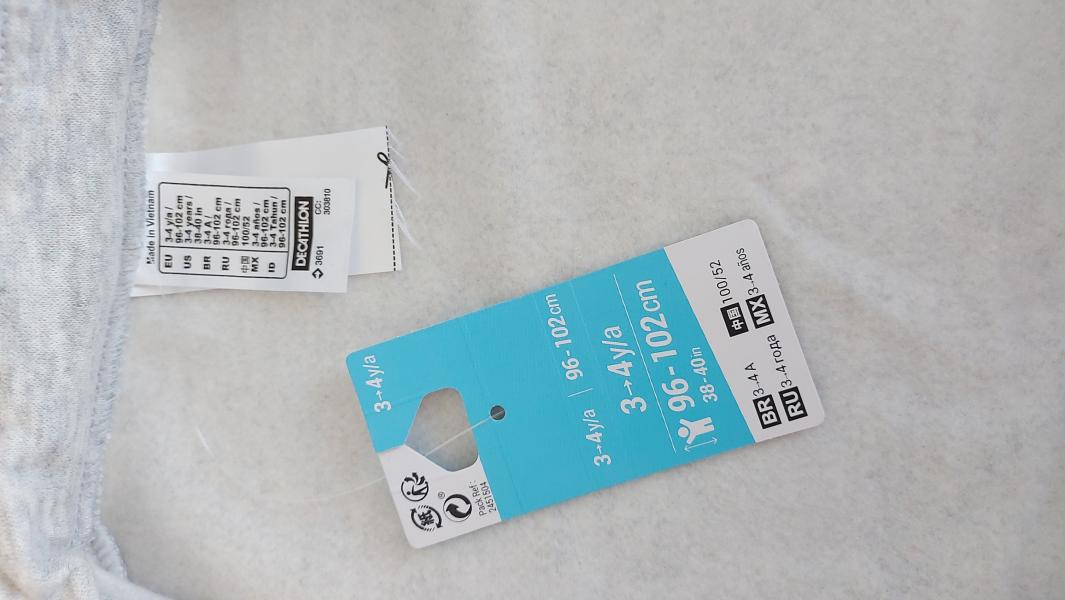 Made in Vietnam
EU 3-4 y/a /
96-102 cm
US 3-4 years /
38-40 in
BR 3-4 A /
96-102 cm
RU 3-4 года /
96-102 cm
中国 100/52
MX 3-4 años /
96-102 cm
ID 3-4 Tahun /
96-102 cm
DECATHLON
3691
CC:
303810
3→4y/a
紙
®
Pack Ref :
2451504
3→4y/a | 96-102cm
3→4y/a
96-102cm
38-40in
BR 3→4 A
中国 100/52
RU 3→4 года
MX 3→4 años